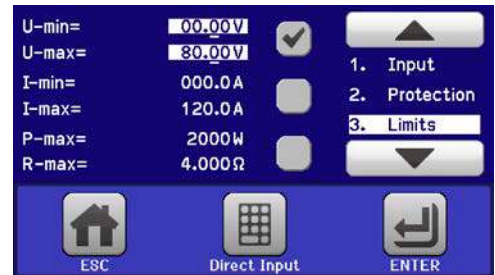 U-min= 00.00V
U-max= 80.00V
I-min= 000.0A
I-max= 120.0A
P-max= 2000W
R-max= 4.000Ω
1. Input
2. Protection
3. Limits
ESC
Direct Input
ENTER